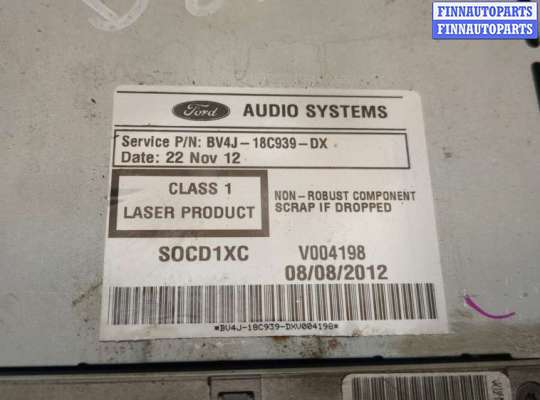 FINNAUTOPARTS
FINNAUTOPARTS
Ford AUDIO SYSTEMS
Service P/N: BV4J-18C939-DX
Date: 22 Nov 12
CLASS 1
LASER PRODUCT
NON-ROBUST COMPONENT
SCRAP IF DROPPED
SOCD1XC V004198
08/08/2012
*BV4J-18C939-DXV004198*